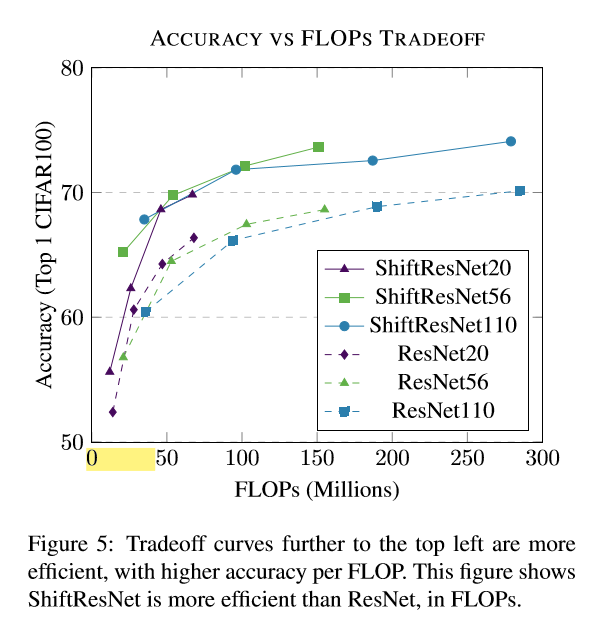 ACCURACY VS FLOPS TRADEOFF
80
70
60
50
0 50 100 150 200 250 300
Accuracy (Top 1 CIFAR100)
FLOPs (Millions)
ShiftResNet20
ShiftResNet56
ShiftResNet110
ResNet20
ResNet56
ResNet110
Figure 5: Tradeoff curves further to the top left are more
efficient, with higher accuracy per FLOP. This figure shows
ShiftResNet is more efficient than ResNet, in FLOPs.